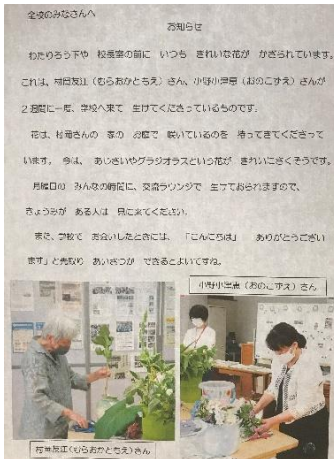 全校のみなさんへ
お知らせ
わたりろう下や 校長室の前に いつも きれいな花が かざられています。
これは、村岡友江（むらおかともえ）さん、小野小津恵（おのこずえ）さんが
２週間に一度、学校へ来て 生けてくださっているものです。
花は、村岡さんの 家の お庭で 咲いているのを 持ってきてくださって
います。 今は、 あじさいやグラジオラスという花が きれいにさくそうです。
月曜日の みんなの時間に、交流ラウンジで 生けておられますので、
きょうみが ある人は 見に来てください。
また、学校で お会いしたときには、 「こんにちは」 ありがとうござい
ます」と先取り あいさつが できるとよいですね。
小野小津恵（おのこずえ）さん
村岡友江（むらおかともえ）さん